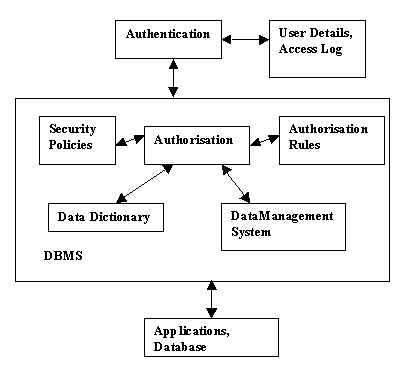 Authentication
User Details,
Access Log
Security
Policies
Authorisation
Authorisation
Rules
Data Dictionary
DataManagement
System
DBMS
Applications,
Database